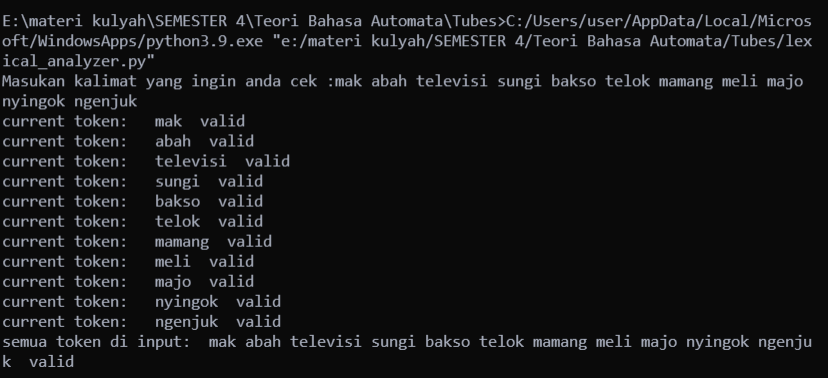 E:\materi kulyah\SEMESTER 4\Teori Bahasa Automata\Tubes>C:/Users/user/AppData/Local/Micros
oft/WindowsApps/python3.9.exe "e:/materi kulyah/SEMESTER 4/Teori Bahasa Automata/Tubes/lex
ical_analyzer.py"
Masukan kalimat yang ingin anda cek :mak abah televisi sungi bakso telok mamang meli majo
nyingok ngenjuk
current token:   mak  valid
current token:   abah  valid
current token:   televisi  valid
current token:   sungi  valid
current token:   bakso  valid
current token:   telok  valid
current token:   mamang  valid
current token:   meli  valid
current token:   majo  valid
current token:   nyingok  valid
current token:   ngenjuk  valid
semua token di input:  mak abah televisi sungi bakso telok mamang meli majo nyingok ngenju
k  valid